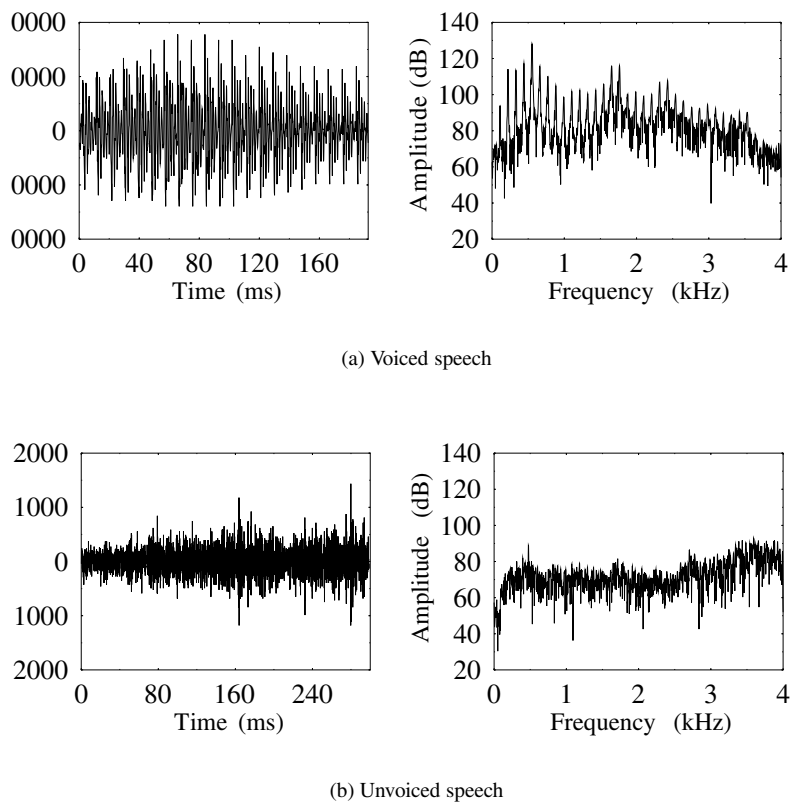 0000
0000
0
0000
0000
0 40 80 120 160
Time (ms)
140
120
100
80
60
40
20
Amplitude (dB)
0 1 2 3 4
Frequency (kHz)
(a) Voiced speech
2000
1000
0
1000
2000
0 80 160 240
Time (ms)
140
120
100
80
60
40
20
Amplitude (dB)
0 1 2 3 4
Frequency (kHz)
(b) Unvoiced speech